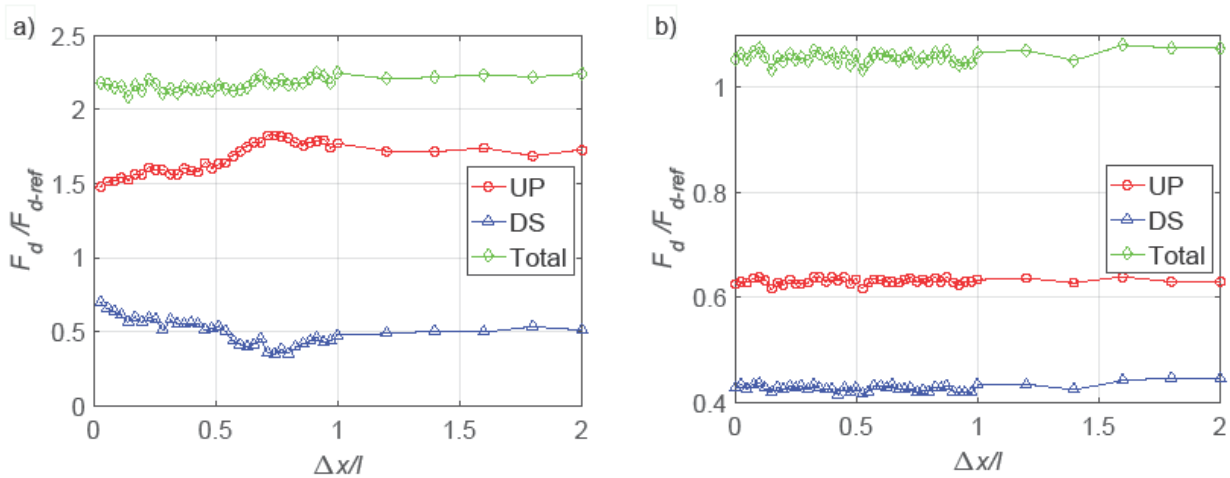 a)
2.5
2
1.5
1
0.5
0
F_d/F_d-ref
UP
DS
Total
0
0.5
1
1.5
2
Δx/l
b)
1
0.8
0.6
0.4
F_d/F_d-ref
UP
DS
Total
0
0.5
1
1.5
2
Δx/l